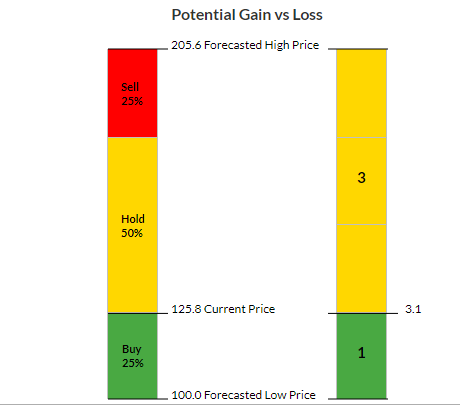 Potential Gain vs Loss
205.6 Forecasted High Price
Sell
25%
3
Hold
50%
125.8 Current Price
3.1
Buy
25%
1
100.0 Forecasted Low Price